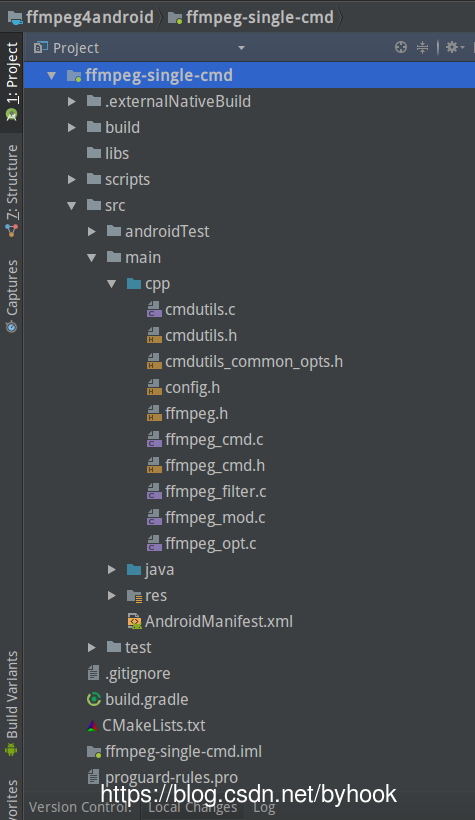 ffmpeg4android
ffmpeg-single-cmd
Project
1: Project
7: Structure
Captures
Build Variants
vorites
ffmpeg-single-cmd
.externalNativeBuild
build
libs
scripts
src
androidTest
main
cpp
cmdutils.c
cmdutils.h
cmdutils_common_opts.h
config.h
ffmpeg.h
ffmpeg_cmd.c
ffmpeg_cmd.h
ffmpeg_filter.c
ffmpeg_mod.c
ffmpeg_opt.c
java
res
AndroidManifest.xml
test
.gitignore
build.gradle
CMakeLists.txt
ffmpeg-single-cmd.iml
proguard-rules.pro
https://blog.csdn.net/byhook
Version Control: Local Changes Log